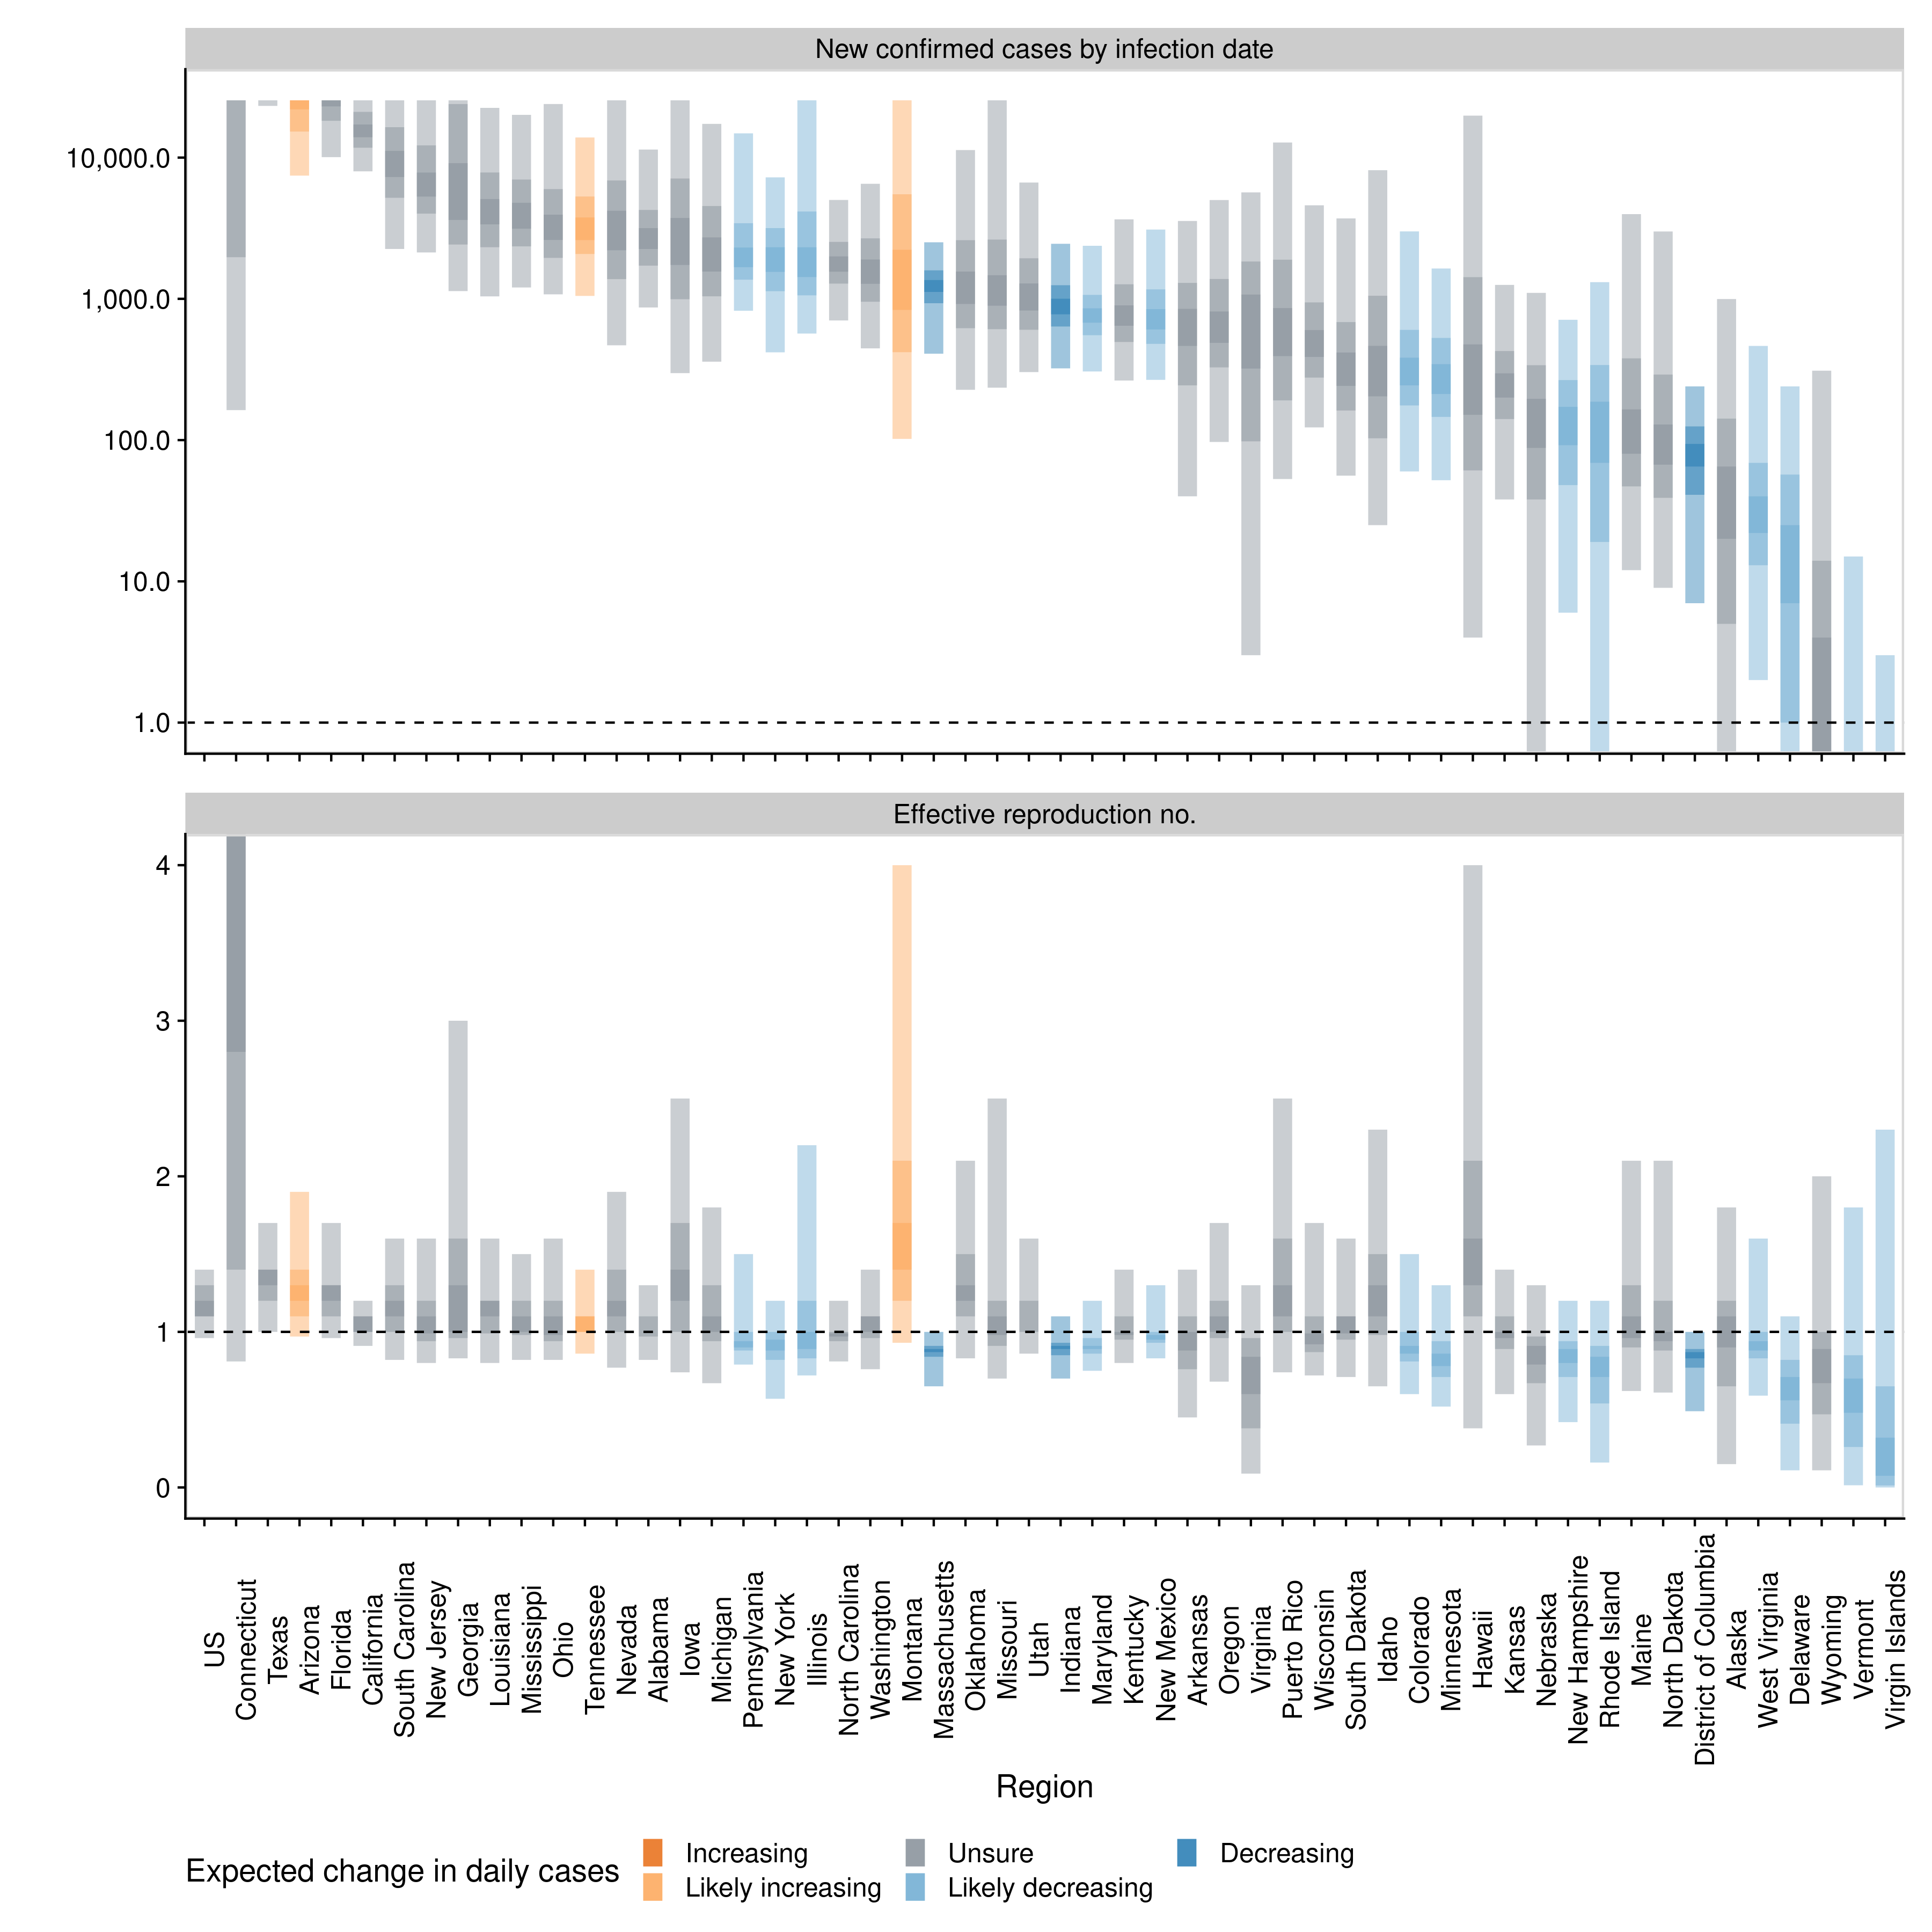 New confirmed cases by infection date
10,000.0
1,000.0
100.0
10.0
1.0
Effective reproduction no.
4
3
2
1
0
US
Connecticut
Texas
Arizona
Florida
California
South Carolina
New Jersey
Georgia
Louisiana
Mississippi
Ohio
Tennessee
Nevada
Alabama
Iowa
Michigan
Pennsylvania
New York
Illinois
North Carolina
Washington
Montana
Massachusetts
Oklahoma
Missouri
Utah
Indiana
Maryland
Kentucky
New Mexico
Arkansas
Oregon
Virginia
Puerto Rico
Wisconsin
South Dakota
Idaho
Colorado
Minnesota
Hawaii
Kansas
Nebraska
New Hampshire
Rhode Island
Maine
North Dakota
District of Columbia
Alaska
West Virginia
Delaware
Wyoming
Vermont
Virgin Islands
Region
Expected change in daily cases
Increasing
Likely increasing
Unsure
Likely decreasing
Decreasing